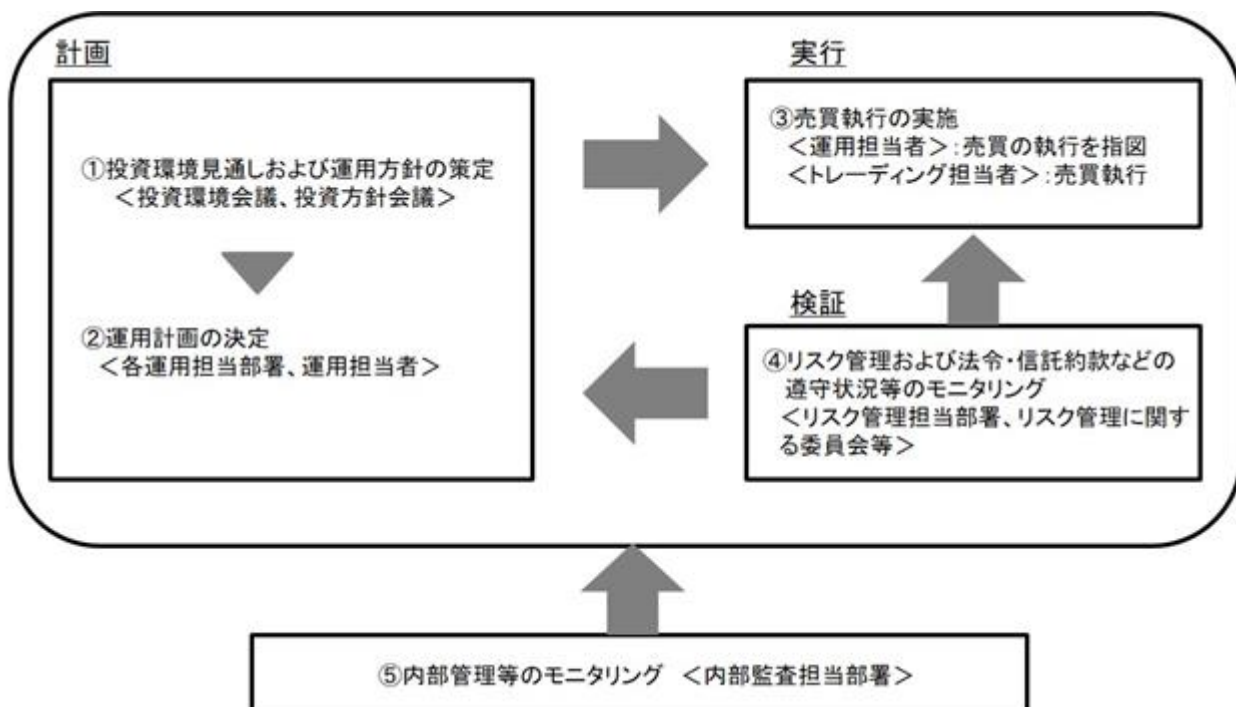 計画
①投資環境見通しおよび運用方針の策定
＜投資環境会議、投資方針会議＞
②運用計画の決定
＜各運用担当部署、運用担当者＞
実行
③売買執行の実施
＜運用担当者＞：売買の執行を指図
＜トレーディング担当者＞：売買執行
検証
④リスク管理および法令・信託約款などの
遵守状況等のモニタリング
＜リスク管理担当部署、リスク管理に関す
る委員会等＞
⑤内部管理等のモニタリング ＜内部監査担当部署＞